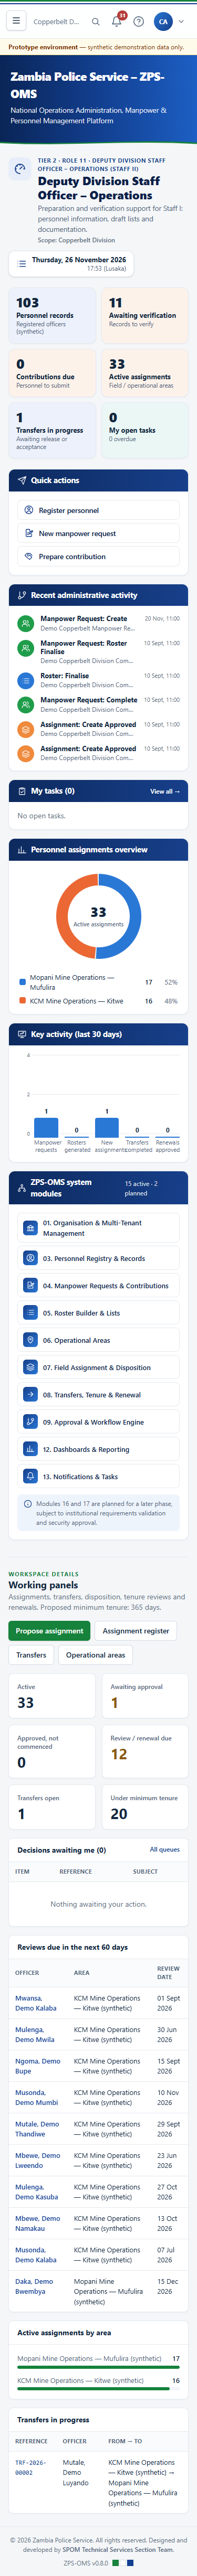 Copperbelt D...
33
CA
Prototype environment — synthetic demonstration data only.
Zambia Police Service – ZPS-
OMS
National Operations Administration, Manpower &
Personnel Management Platform
TIER 2 · ROLE 11 · DEPUTY DIVISION STAFF
OFFICER – OPERATIONS (STAFF II)
Deputy Division Staff
Officer – Operations
Preparation and verification support for Staff I:
personnel information, draft lists and
documentation.
Scope: Copperbelt Division
Thursday, 26 November 2026
17:53 (Lusaka)
103
Personnel records
Registered officers
(synthetic)
11
Awaiting verification
Records to verify
0
Contributions due
Personnel to submit
33
Active assignments
Field / operational areas
1
Transfers in progress
Awaiting release or
acceptance
0
My open tasks
0 overdue
Quick actions
Register personnel
New manpower request
Prepare contribution
Recent administrative activity
Manpower Request: Create
20 Nov, 11:00
Demo Copperbelt Manpower Re...
Manpower Request: Roster
Finalise
10 Sept, 11:00
Demo Copperbelt Division Com...
Roster: Finalise
10 Sept, 11:00
Demo Copperbelt Division Com...
Manpower Request: Complete
10 Sept, 11:00
Demo Copperbelt Division Com...
Assignment: Create Approved
10 Sept, 11:00
Demo Copperbelt Division Com...
Assignment: Create Approved
10 Sept, 11:00
Demo Copperbelt Division Com...
My tasks (0)
View all →
No open tasks.
Personnel assignments overview
33
Active assignments
Mopani Mine Operations —
Mufulira
17 52%
KCM Mine Operations — Kitwe 16 48%
Key activity (last 30 days)
4
2
0
1 0 1 0 0
Manpower requests
Rosters generated
New assignments
Transfers completed
Renewals approved
ZPS-OMS system
modules
15 active · 2
planned
01. Organisation & Multi-Tenant
Management
03. Personnel Registry & Records
04. Manpower Requests & Contributions
05. Roster Builder & Lists
06. Operational Areas
07. Field Assignment & Disposition
08. Transfers, Tenure & Renewal
09. Approval & Workflow Engine
12. Dashboards & Reporting
13. Notifications & Tasks
Modules 16 and 17 are planned for a later phase,
subject to institutional requirements validation
and security approval.
WORKSPACE DETAILS
Working panels
Assignments, transfers, disposition, tenure reviews and
renewals. Proposed minimum tenure: 365 days.
Propose assignment
Assignment register
Transfers
Operational areas
Active
33
Awaiting approval
1
Approved, not
commenced
0
Review / renewal due
12
Transfers open
1
Under minimum tenure
20
Decisions awaiting me (0)
All queues
ITEM REFERENCE SUBJECT
Nothing awaiting your action.
Reviews due in the next 60 days
OFFICER AREA REVIEW
DATE
Mwansa, KCM Mine Operations 01 Sept
Demo Kalaba — Kitwe (synthetic) 2026
Mulenga, KCM Mine Operations 30 Jun
Demo Mwila — Kitwe (synthetic) 2026
Ngoma, Demo KCM Mine Operations 15 Sept
Bupe — Kitwe (synthetic) 2026
Musonda, KCM Mine Operations 10 Nov
Demo Mumbi — Kitwe (synthetic) 2026
Mutale, Demo KCM Mine Operations 29 Sept
Thandiwe — Kitwe (synthetic) 2026
Mbewe, Demo KCM Mine Operations 23 Jun
Lweendo — Kitwe (synthetic) 2026
Mulenga, KCM Mine Operations 27 Oct
Demo Kasuba — Kitwe (synthetic) 2026
Mbewe, Demo KCM Mine Operations 13 Oct
Namakau — Kitwe (synthetic) 2026
Musonda, KCM Mine Operations 07 Jul
Demo Kalaba — Kitwe (synthetic) 2026
Daka, Demo Mopani Mine 15 Dec
Bwembya Operations — Mufulira 2026
(synthetic)
Active assignments by area
Mopani Mine Operations — Mufulira (synthetic) 17
KCM Mine Operations — Kitwe (synthetic) 16
Transfers in progress
REFERENCE OFFICER FROM → TO
TRF-2026- Mutale, KCM Mine Operations
00002 Demo — Kitwe (synthetic) →
Luyando Mopani Mine
Operations — Mufulira
(synthetic)
© 2026 Zambia Police Service. All rights reserved. Designed and
developed by SPOM Technical Services Section Team.
ZPS-OMS v0.8.0